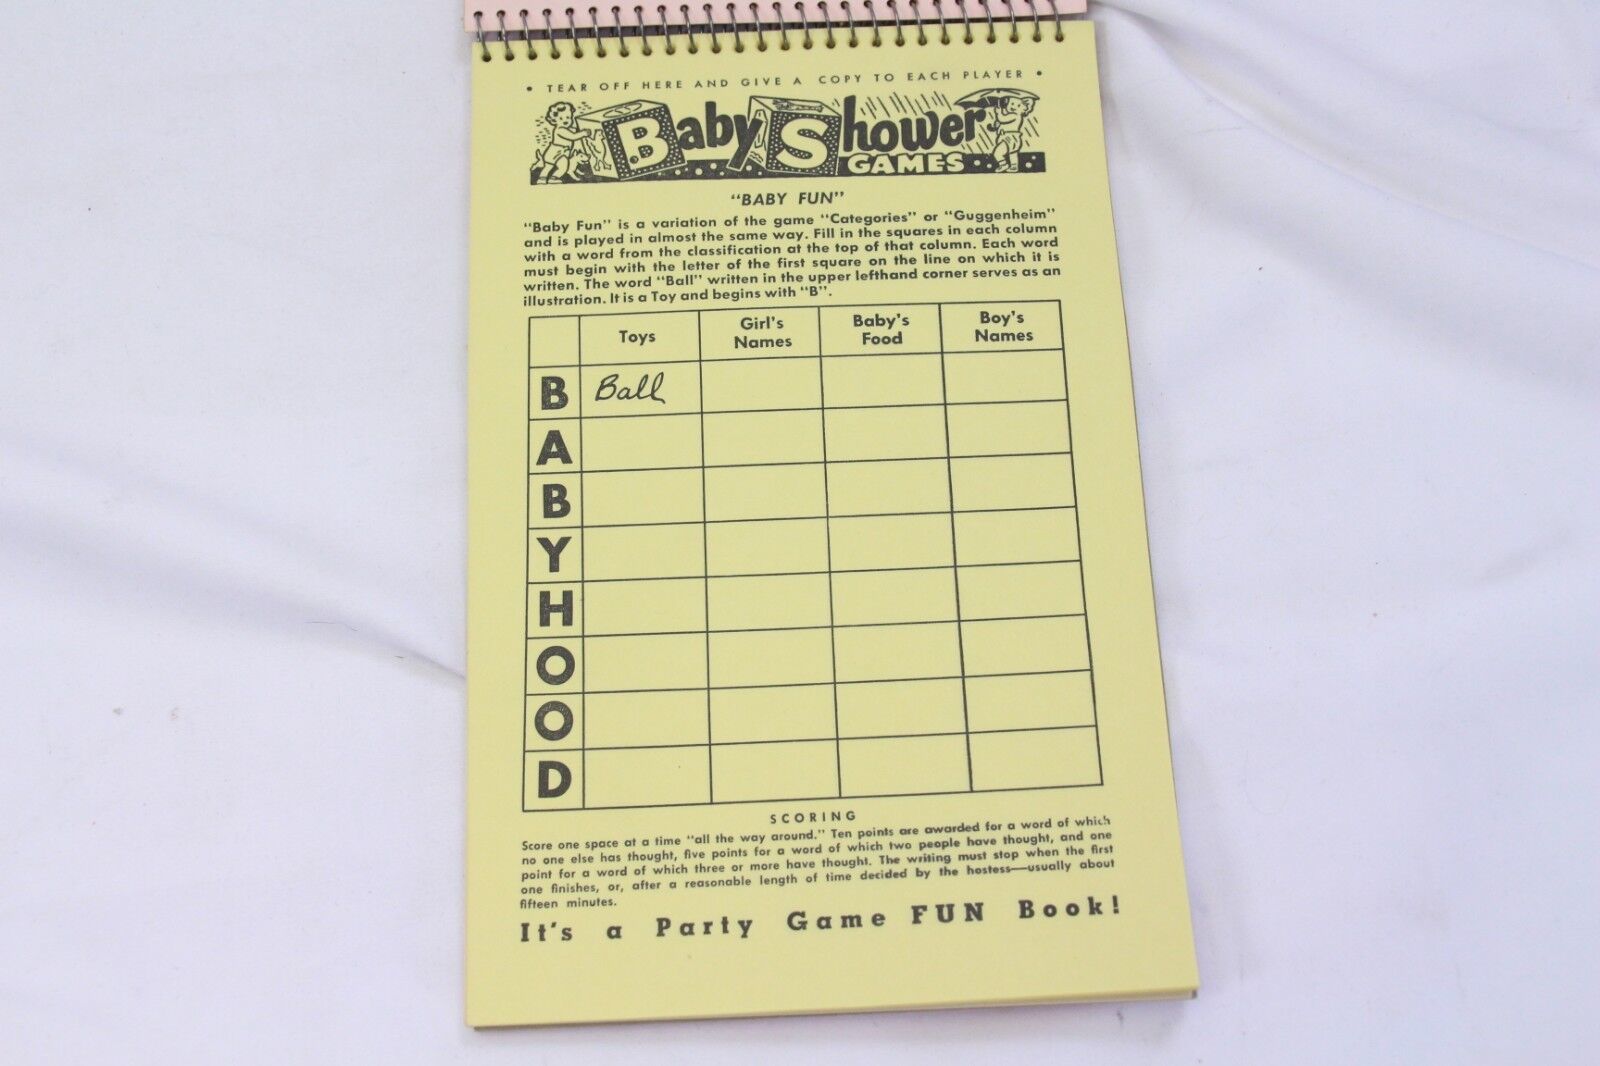 • TEAR OFF HERE AND GIVE A COPY TO EACH PLAYER •
Baby Shower
GAMES
"BABY FUN"
"Baby Fun" is a variation of the game "Categories" or "Guggenheim"
and is played in almost the same way. Fill in the squares in each column
with a word from the classification at the top of that column. Each word
must begin with the letter of the first square on the line on which it is
written. The word "Ball" written in the upper lefthand corner serves as an
illustration. It is a Toy and begins with "B".
Toys Girl's Names Baby's Food Boy's Names
B Ball
A
B
Y
H
O
O
D
SCORING
Score one space at a time "all the way around." Ten points are awarded for a word of which
no one else has thought, five points for a word of which two people have thought, and one
point for a word of which three or more have thought. The writing must stop when the first
one finishes, or, after a reasonable length of time decided by the hostess—usually about
fifteen minutes.
It's a Party Game FUN Book!